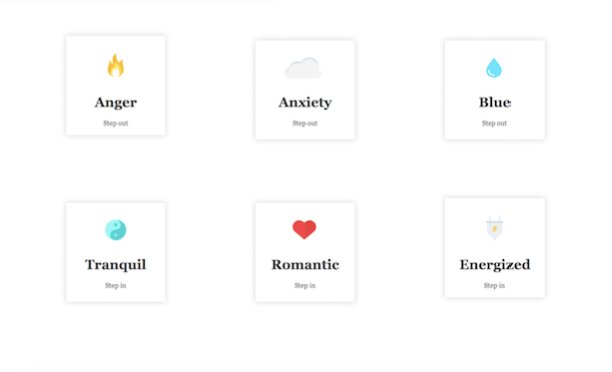 Anger
Step out
Anxiety
Step out
Blue
Step out
Tranquil
Step in
Romantic
Step in
Energized
Step in